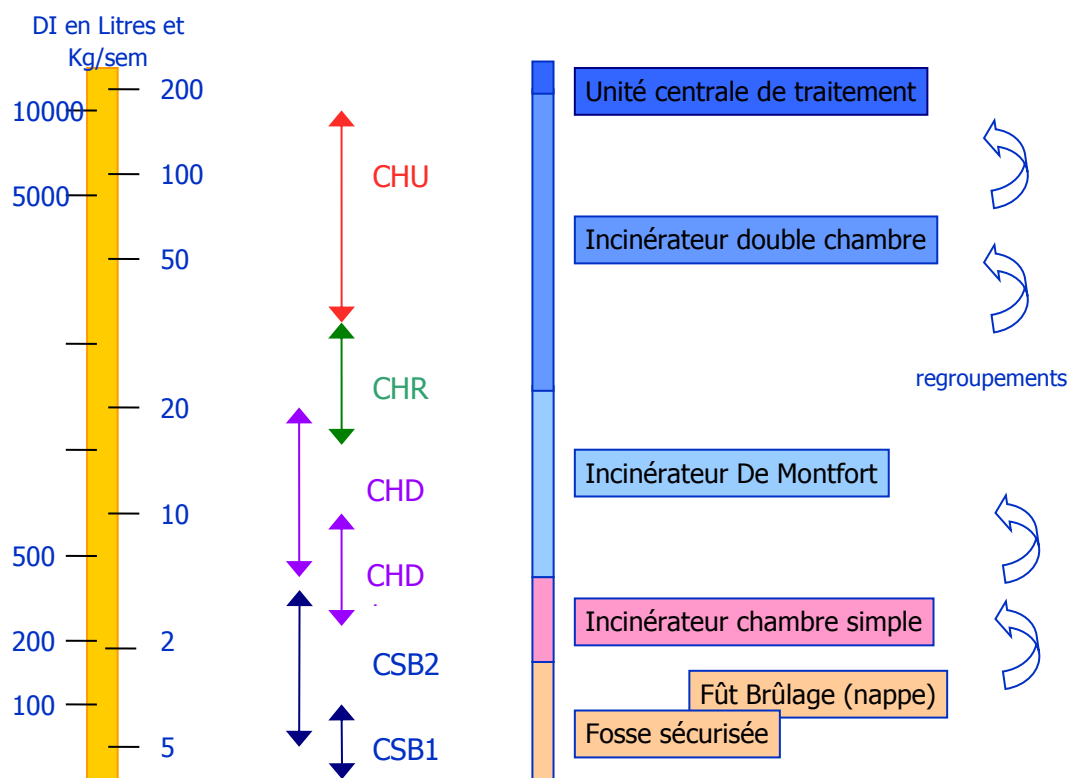 DI en Litres et
Kg/sem
10000
200
Unité centrale de traitement
5000
100
CHU
50
Incinérateur double chambre
CHR
regroupements
20
CHD
Incinérateur De Montfort
10
500
CHD
200
2
Incinérateur chambre simple
CSB2
100
Fût Brûlage (nappe)
Fosse sécurisée
5
CSB1